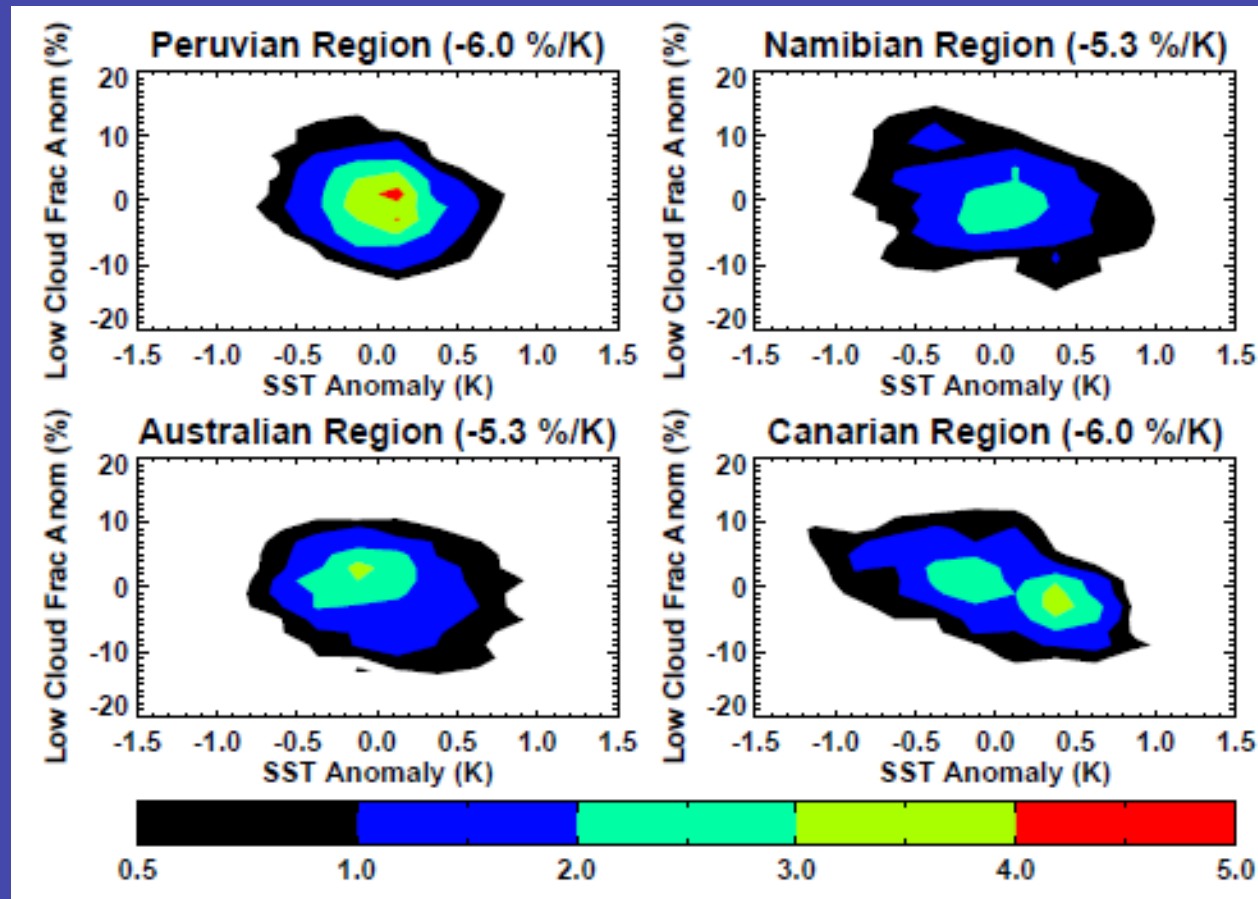 Peruvian Region (-6.0 %/K)
Low Cloud Frac Anom (%)
20
10
0
-10
-20
-1.5 -1.0 -0.5 0.0 0.5 1.0 1.5
SST Anomaly (K)
Namibian Region (-5.3 %/K)
Low Cloud Frac Anom (%)
20
10
0
-10
-20
-1.5 -1.0 -0.5 0.0 0.5 1.0 1.5
SST Anomaly (K)
Australian Region (-5.3 %/K)
Low Cloud Frac Anom (%)
20
10
0
-10
-20
-1.5 -1.0 -0.5 0.0 0.5 1.0 1.5
SST Anomaly (K)
Canarian Region (-6.0 %/K)
Low Cloud Frac Anom (%)
20
10
0
-10
-20
-1.5 -1.0 -0.5 0.0 0.5 1.0 1.5
SST Anomaly (K)
0.5 1.0 2.0 3.0 4.0 5.0